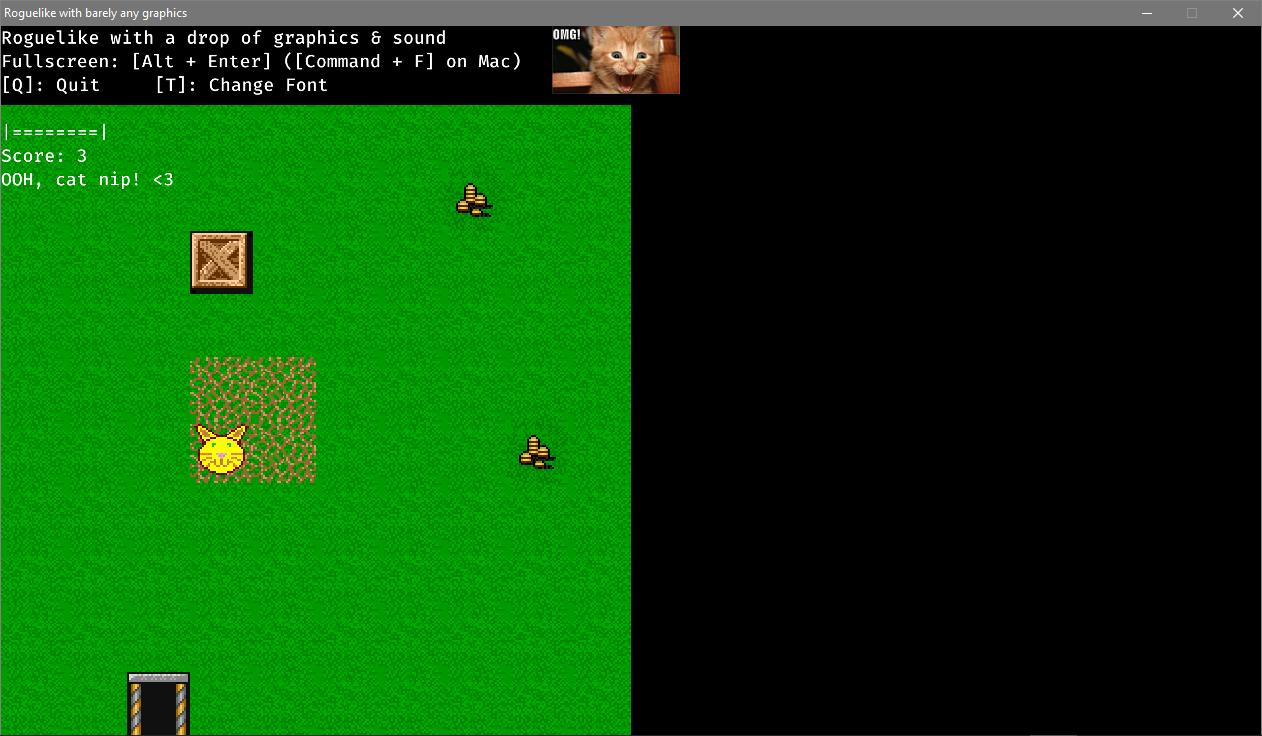 Roguelike with barely any graphics
Roguelike with a drop of graphics & sound
OMG!
Fullscreen: [Alt + Enter] ([Command + F] on Mac)
[Q]: Quit     [T]: Change Font
|========|
Score: 3
OOH, cat nip! <3